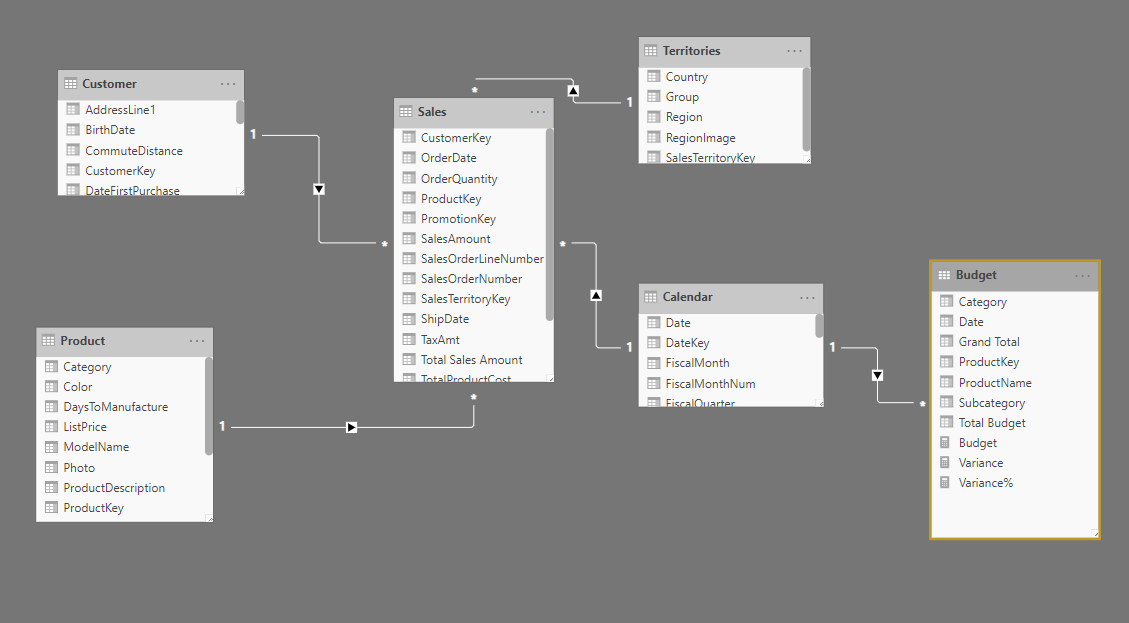 Customer
AddressLine1
BirthDate
CommuteDistance
CustomerKey
DateFirstPurchase
1
*
Sales
CustomerKey
OrderDate
OrderQuantity
ProductKey
PromotionKey
SalesAmount
SalesOrderLineNumber
SalesOrderNumber
SalesTerritoryKey
ShipDate
TaxAmt
Total Sales Amount
TotalProductCost
*
1
Territories
Country
Group
Region
RegionImage
SalesTerritoryKey
Product
Category
Color
DaysToManufacture
ListPrice
ModelName
Photo
ProductDescription
ProductKey
1
*
*
1
Calendar
Date
DateKey
FiscalMonth
FiscalMonthNum
FiscalQuarter
1
*
Budget
Category
Date
Grand Total
ProductKey
ProductName
Subcategory
Total Budget
Budget
Variance
Variance%